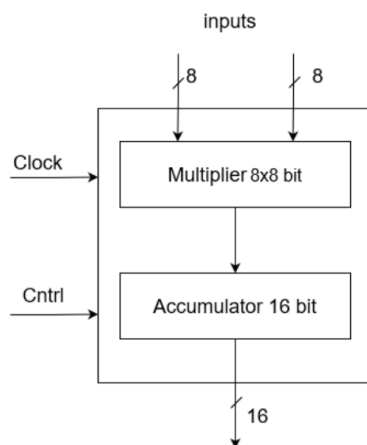 inputs
8 8
Clock
Multiplier 8x8 bit
Cntrl
Accumulator 16 bit
16